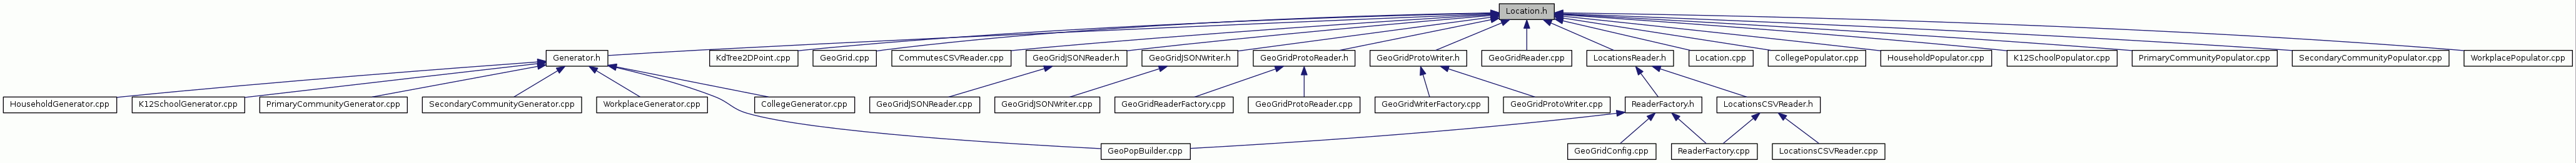 Location.h
Generator.h
KdTree2DPoint.cpp
GeoGrid.cpp
CommutesCSVReader.cpp
GeoGridJSONReader.h
GeoGridJSONWriter.h
GeoGridProtoReader.h
GeoGridProtoWriter.h
GeoGridReader.cpp
LocationsReader.h
Location.cpp
CollegePopulator.cpp
HouseholdPopulator.cpp
K12SchoolPopulator.cpp
PrimaryCommunityPopulator.cpp
SecondaryCommunityPopulator.cpp
WorkplacePopulator.cpp
HouseholdGenerator.cpp
K12SchoolGenerator.cpp
PrimaryCommunityGenerator.cpp
SecondaryCommunityGenerator.cpp
WorkplaceGenerator.cpp
CollegeGenerator.cpp
GeoGridJSONReader.cpp
GeoGridJSONWriter.cpp
GeoGridReaderFactory.cpp
GeoGridProtoReader.cpp
GeoGridWriterFactory.cpp
GeoGridProtoWriter.cpp
ReaderFactory.h
LocationsCSVReader.h
GeoPopBuilder.cpp
GeoGridConfig.cpp
ReaderFactory.cpp
LocationsCSVReader.cpp